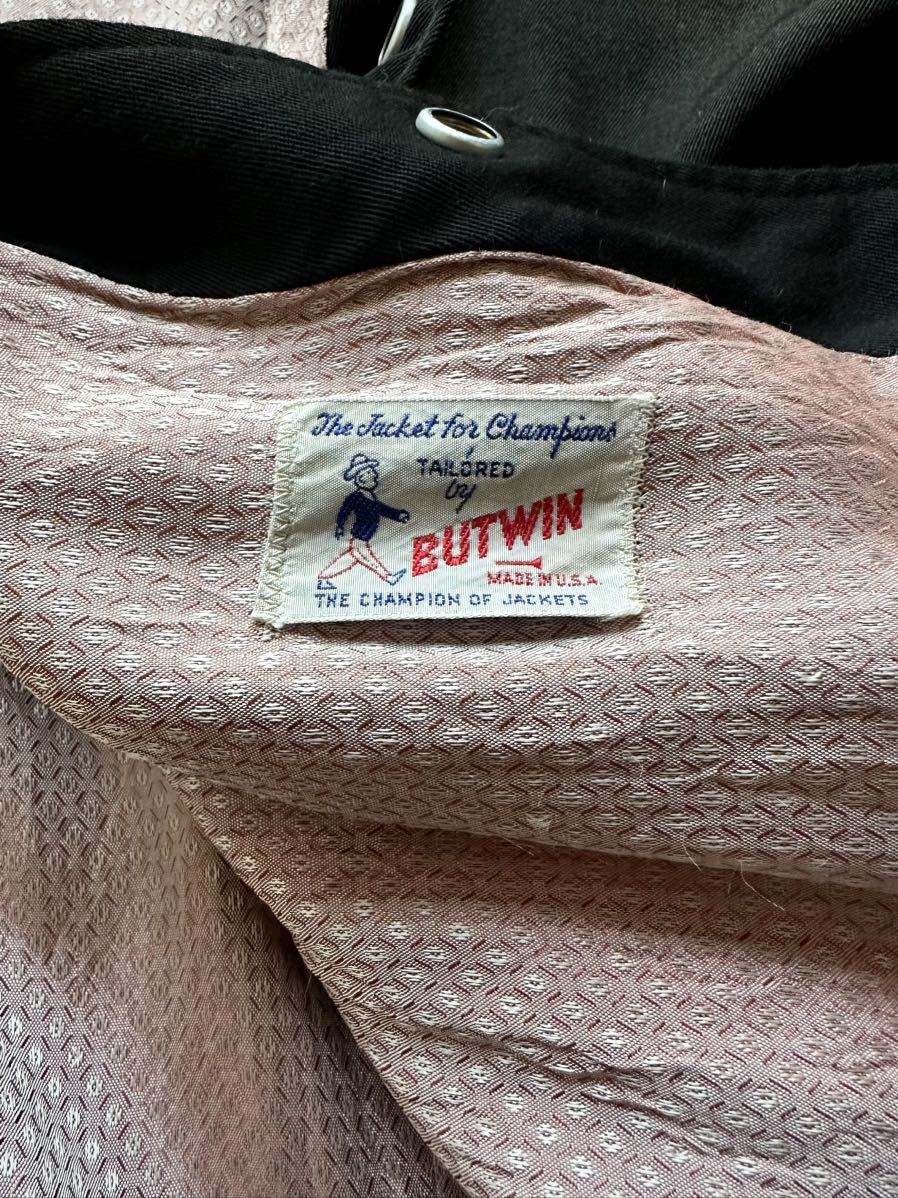 The Jacket for Champions
TAILORED
by
BUTWIN
MADE IN U.S.A.
THE CHAMPION OF JACKETS